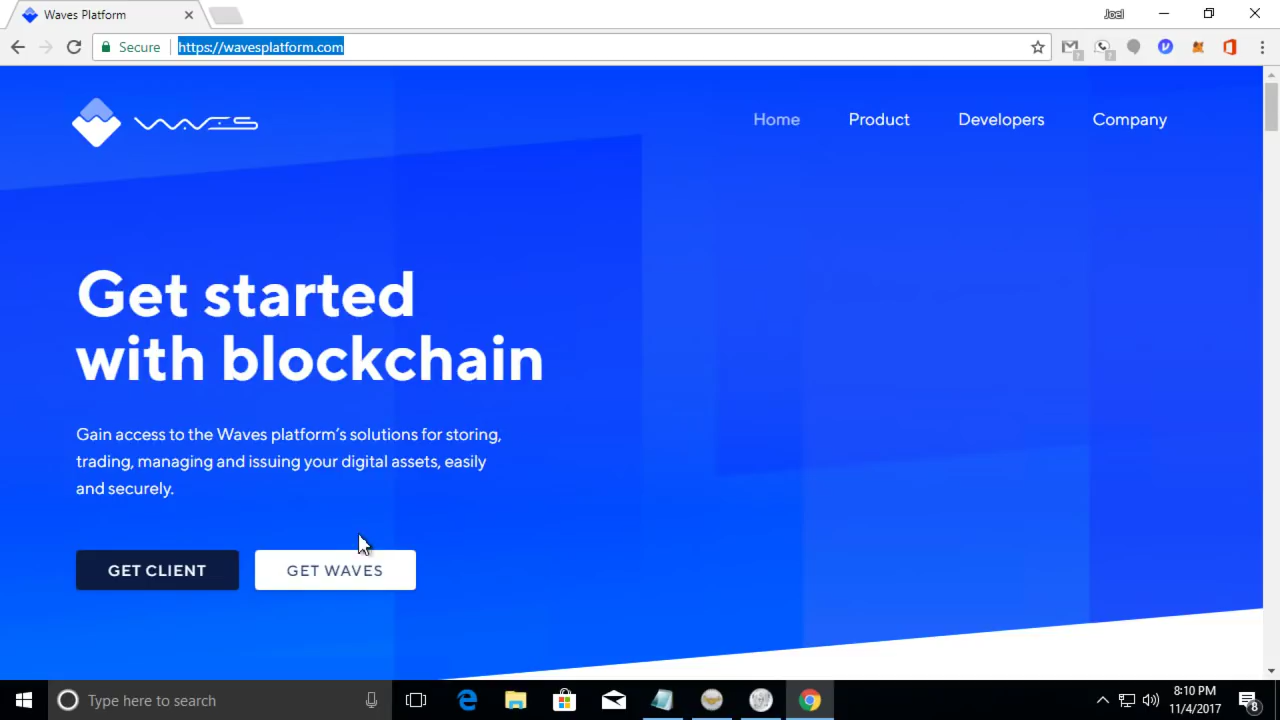 Waves Platform
Joel
Secure
https://wavesplatform.com
WAVES
Home
Product
Developers
Company
Get started
with blockchain
Gain access to the Waves platform’s solutions for storing,
trading, managing and issuing your digital assets, easily
and securely.
GET CLIENT
GET WAVES
Type here to search
8:10 PM
11/4/2017
8